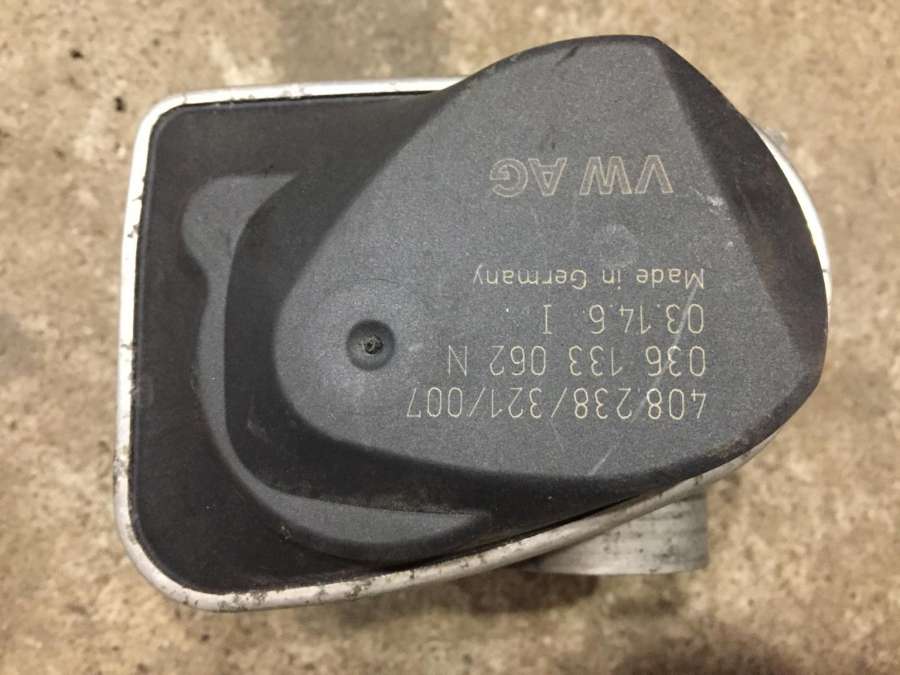 408.238/321/007
036 133 062 N
03.14.6 I
Made in Germany
VW AG